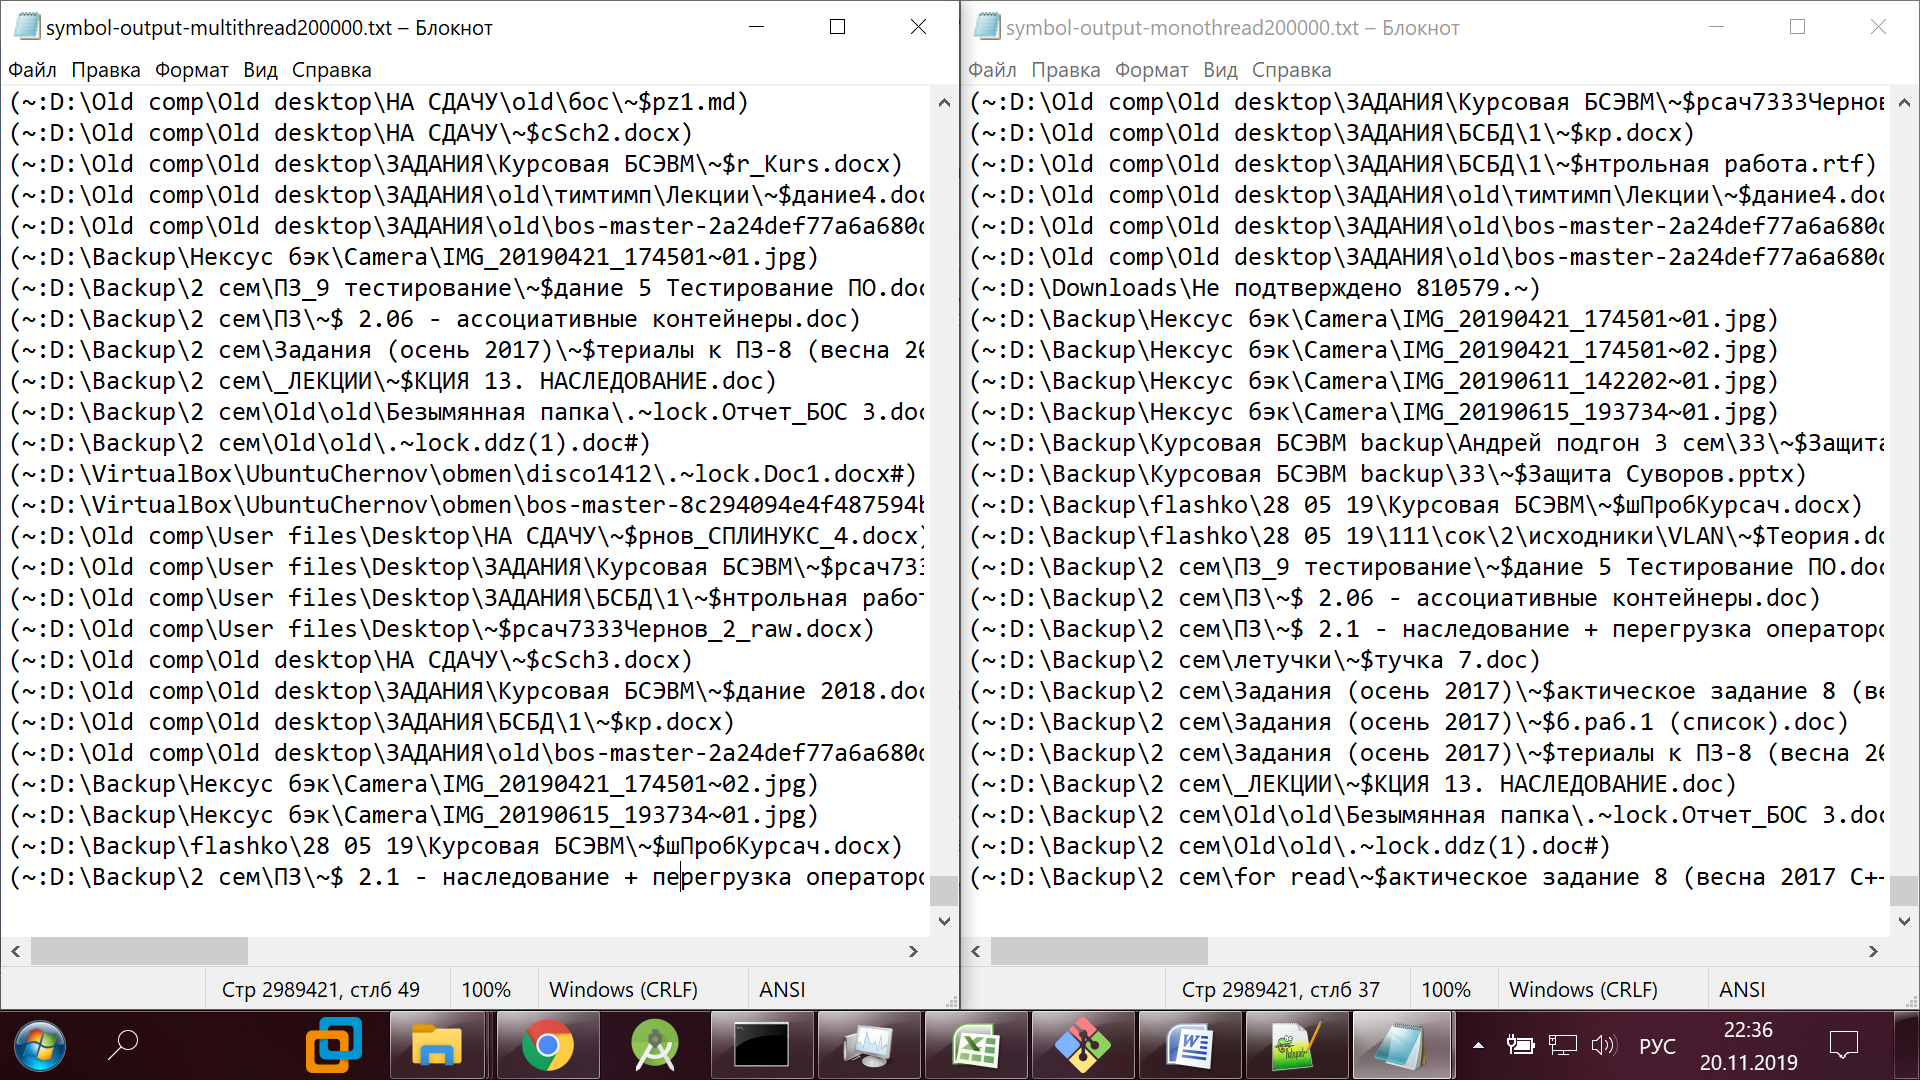 symbol-output-multithread200000.txt – Блокнот
Файл Правка Формат Вид Справка
(~:D:\Old comp\Old desktop\НА СДАЧУ\old\бос\~$pz1.md)
(~:D:\Old comp\Old desktop\НА СДАЧУ\~$cSch2.docx)
(~:D:\Old comp\Old desktop\ЗАДАНИЯ\Курсовая БСЭВМ\~$r_Kurs.docx)
(~:D:\Old comp\Old desktop\ЗАДАНИЯ\old\тимтимп\Лекции\~$дание4.doc
(~:D:\Old comp\Old desktop\ЗАДАНИЯ\old\bos-master-2a24def77a6a680d
(~:D:\Backup\Нексус бэк\Camera\IMG_20190421_174501~01.jpg)
(~:D:\Backup\2 сем\ПЗ_9 тестирование\~$дание 5 Тестирование ПО.doc
(~:D:\Backup\2 сем\ПЗ\~$ 2.06 - ассоциативные контейнеры.doc)
(~:D:\Backup\2 сем\Задания (осень 2017)\~$териалы к ПЗ-8 (весна 20
(~:D:\Backup\2 сем\_ЛЕКЦИИ\~$КЦИЯ 13. НАСЛЕДОВАНИЕ.doc)
(~:D:\Backup\2 сем\Old\old\Безымянная папка\.~lock.Отчет_БОС 3.doc
(~:D:\Backup\2 сем\Old\old\.~lock.ddz(1).doc#)
(~:D:\VirtualBox\UbuntuChernov\obmen\disco1412\.~lock.Doc1.docx#)
(~:D:\VirtualBox\UbuntuChernov\obmen\bos-master-8c294094e4f487594b
(~:D:\Old comp\User files\Desktop\НА СДАЧУ\~$рнов_СПЛИНУКС_4.docx)
(~:D:\Old comp\User files\Desktop\ЗАДАНИЯ\Курсовая БСЭВМ\~$рсач733
(~:D:\Old comp\User files\Desktop\ЗАДАНИЯ\БСБД\1\~$нтрольная работ
(~:D:\Old comp\User files\Desktop\~$рсач7333Чернов_2_raw.docx)
(~:D:\Old comp\Old desktop\НА СДАЧУ\~$cSch3.docx)
(~:D:\Old comp\Old desktop\ЗАДАНИЯ\Курсовая БСЭВМ\~$дание 2018.doc
(~:D:\Old comp\Old desktop\ЗАДАНИЯ\БСБД\1\~$кр.docx)
(~:D:\Old comp\Old desktop\ЗАДАНИЯ\old\bos-master-2a24def77a6a680d
(~:D:\Backup\Нексус бэк\Camera\IMG_20190421_174501~02.jpg)
(~:D:\Backup\Нексус бэк\Camera\IMG_20190615_193734~01.jpg)
(~:D:\Backup\flashko\28 05 19\Курсовая БСЭВМ\~$шПробКурсач.docx)
(~:D:\Backup\2 сем\ПЗ\~$ 2.1 - наследование + перегрузка операторо
Стр 2989421, стлб 49 100% Windows (CRLF) ANSI
symbol-output-monothread200000.txt – Блокнот
Файл Правка Формат Вид Справка
(~:D:\Old comp\Old desktop\ЗАДАНИЯ\Курсовая БСЭВМ\~$рсач7333Чернов
(~:D:\Old comp\Old desktop\ЗАДАНИЯ\БСБД\1\~$кр.docx)
(~:D:\Old comp\Old desktop\ЗАДАНИЯ\БСБД\1\~$нтрольная работа.rtf)
(~:D:\Old comp\Old desktop\ЗАДАНИЯ\old\тимтимп\Лекции\~$дание4.doc
(~:D:\Old comp\Old desktop\ЗАДАНИЯ\old\bos-master-2a24def77a6a680d
(~:D:\Old comp\Old desktop\ЗАДАНИЯ\old\bos-master-2a24def77a6a680d
(~:D:\Downloads\Не подтверждено 810579.~)
(~:D:\Backup\Нексус бэк\Camera\IMG_20190421_174501~01.jpg)
(~:D:\Backup\Нексус бэк\Camera\IMG_20190421_174501~02.jpg)
(~:D:\Backup\Нексус бэк\Camera\IMG_20190611_142202~01.jpg)
(~:D:\Backup\Нексус бэк\Camera\IMG_20190615_193734~01.jpg)
(~:D:\Backup\Курсовая БСЭВМ backup\Андрей подгон 3 сем\33\~$Защита
(~:D:\Backup\Курсовая БСЭВМ backup\33\~$Защита Суворов.pptx)
(~:D:\Backup\flashko\28 05 19\Курсовая БСЭВМ\~$шПробКурсач.docx)
(~:D:\Backup\flashko\28 05 19\111\сок\2\исходники\VLAN\~$Теория.do
(~:D:\Backup\2 сем\ПЗ_9 тестирование\~$дание 5 Тестирование ПО.doc
(~:D:\Backup\2 сем\ПЗ\~$ 2.06 - ассоциативные контейнеры.doc)
(~:D:\Backup\2 сем\ПЗ\~$ 2.1 - наследование + перегрузка операторо
(~:D:\Backup\2 сем\летучки\~$тучка 7.doc)
(~:D:\Backup\2 сем\Задания (осень 2017)\~$актическое задание 8 (ве
(~:D:\Backup\2 сем\Задания (осень 2017)\~$б.раб.1 (список).doc)
(~:D:\Backup\2 сем\Задания (осень 2017)\~$териалы к ПЗ-8 (весна 20
(~:D:\Backup\2 сем\_ЛЕКЦИИ\~$КЦИЯ 13. НАСЛЕДОВАНИЕ.doc)
(~:D:\Backup\2 сем\Old\old\Безымянная папка\.~lock.Отчет_БОС 3.doc
(~:D:\Backup\2 сем\Old\old\.~lock.ddz(1).doc#)
(~:D:\Backup\2 сем\for read\~$актическое задание 8 (весна 2017 C++
Стр 2989421, стлб 37 100% Windows (CRLF) ANSI
РУС
22:36
20.11.2019